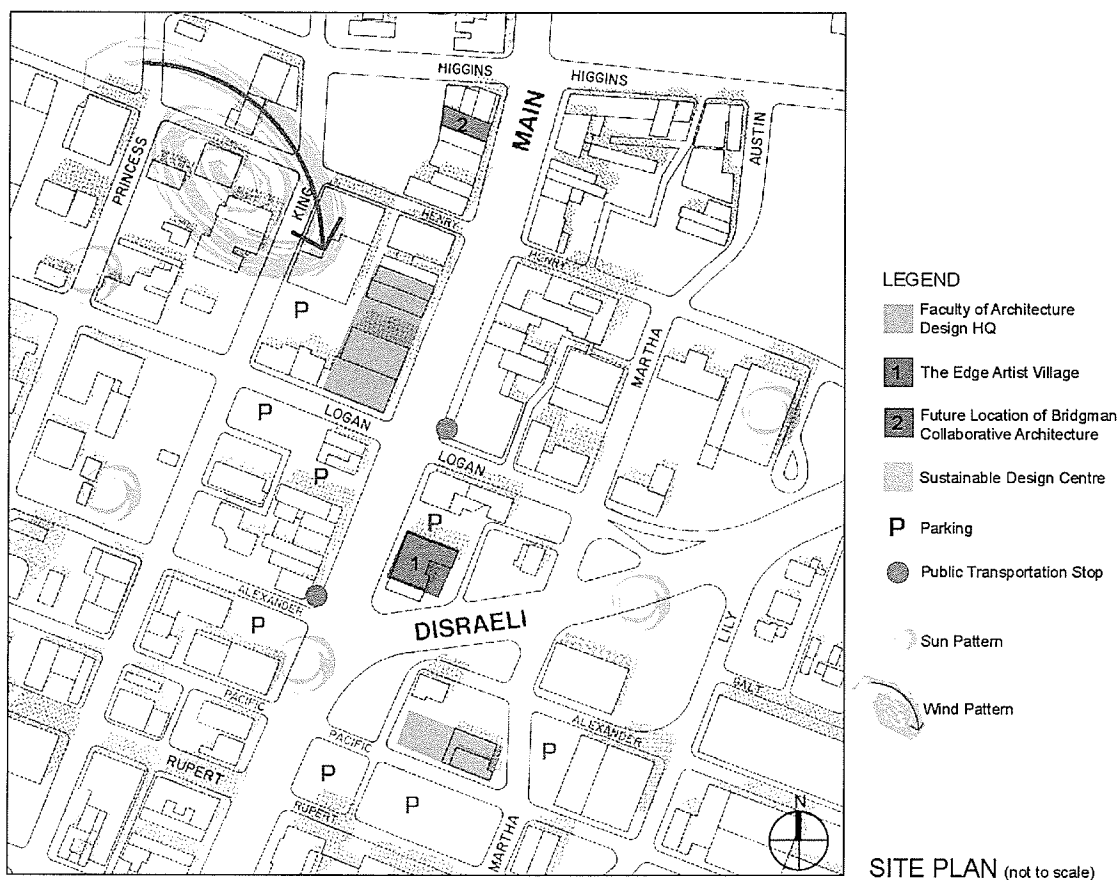 HIGGINS
HIGGINS
MAIN
2
AUSTIN
PRINCESS
KING
HENRY
HENRY
P
MARTHA
P
LOGAN
P
LOGAN
P
1
ALEXANDER
P
DISRAELI
LILY
GALT
PACIFIC
PACIFIC
ALEXANDER
P
RUPERT
P
P
RUPERT
MARTHA
N
LEGEND
Faculty of Architecture
Design HQ
1 The Edge Artist Village
2 Future Location of Bridgman
Collaborative Architecture
Sustainable Design Centre
P Parking
Public Transportation Stop
Sun Pattern
Wind Pattern
SITE PLAN (not to scale)